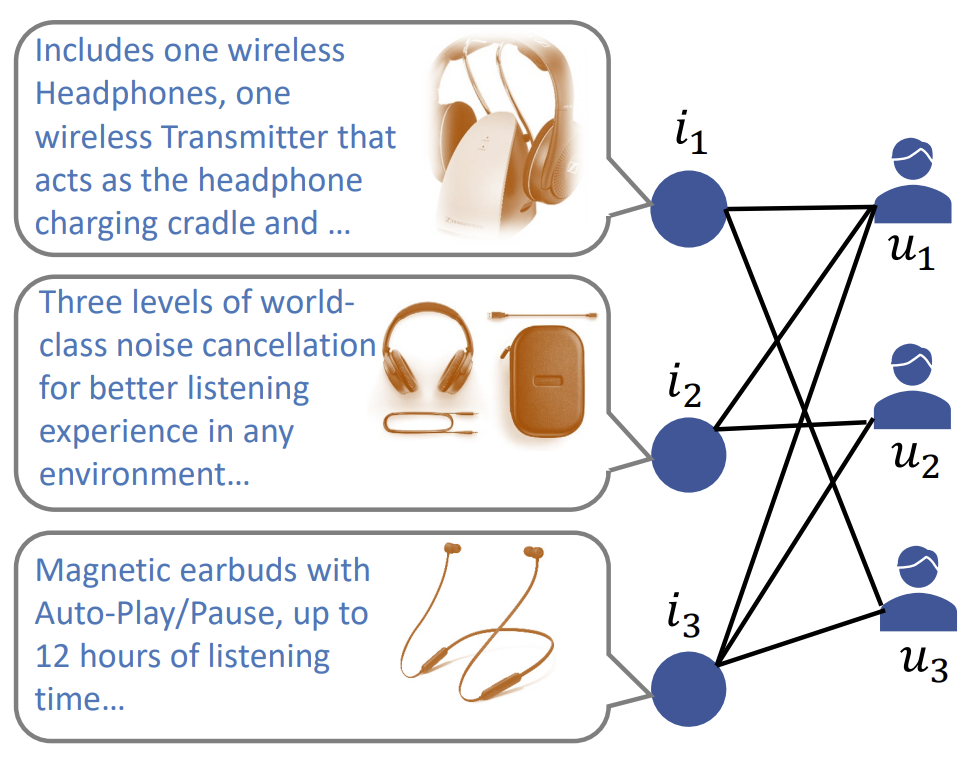 Includes one wireless
Headphones, one
wireless Transmitter that
acts as the headphone
charging cradle and ...
i₁
u₁
Three levels of world-
class noise cancellation
for better listening
experience in any
environment...
i₂
u₂
Magnetic earbuds with
Auto-Play/Pause, up to
12 hours of listening
time...
i₃
u₃